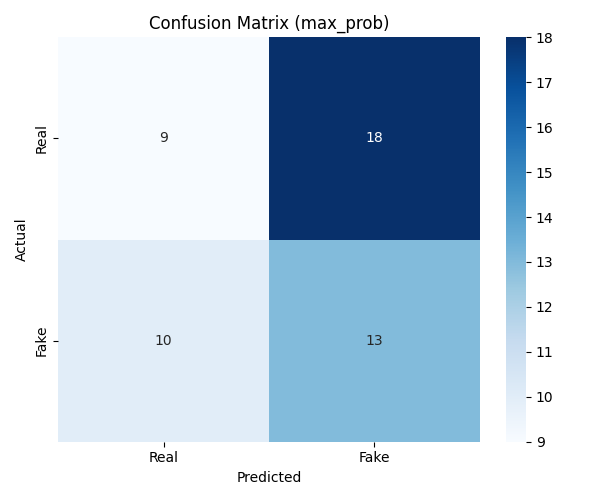 Confusion Matrix (max_prob)
Actual
Real
9
18
Fake
10
13
Real
Fake
Predicted
18
17
16
15
14
13
12
11
10
9